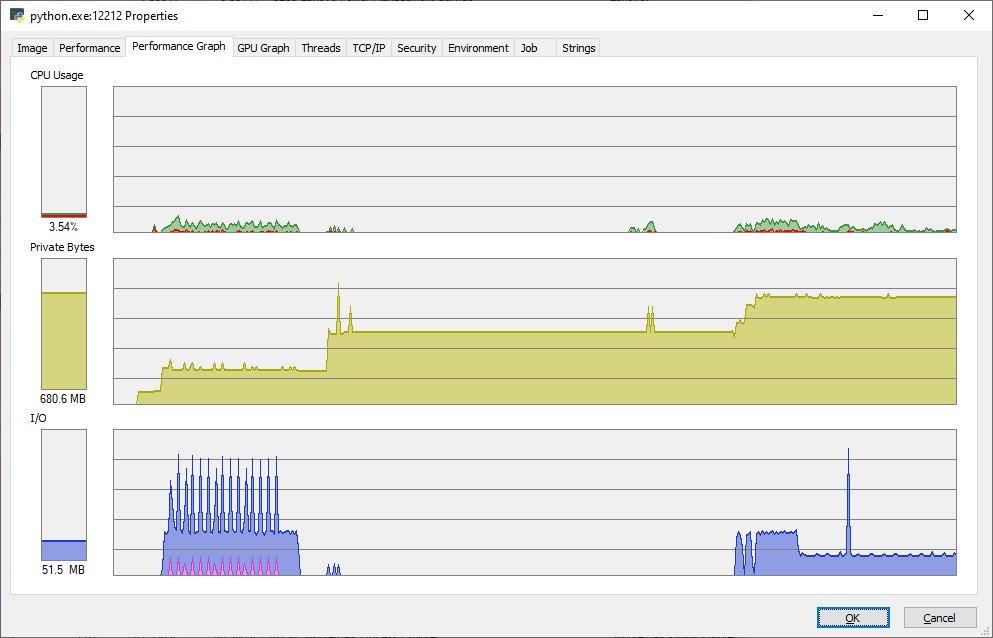 python.exe:12212 Properties
Image Performance Performance Graph GPU Graph Threads TCP/IP Security Environment Job Strings
CPU Usage
3.54%
Private Bytes
680.6 MB
I/O
51.5 MB
OK Cancel